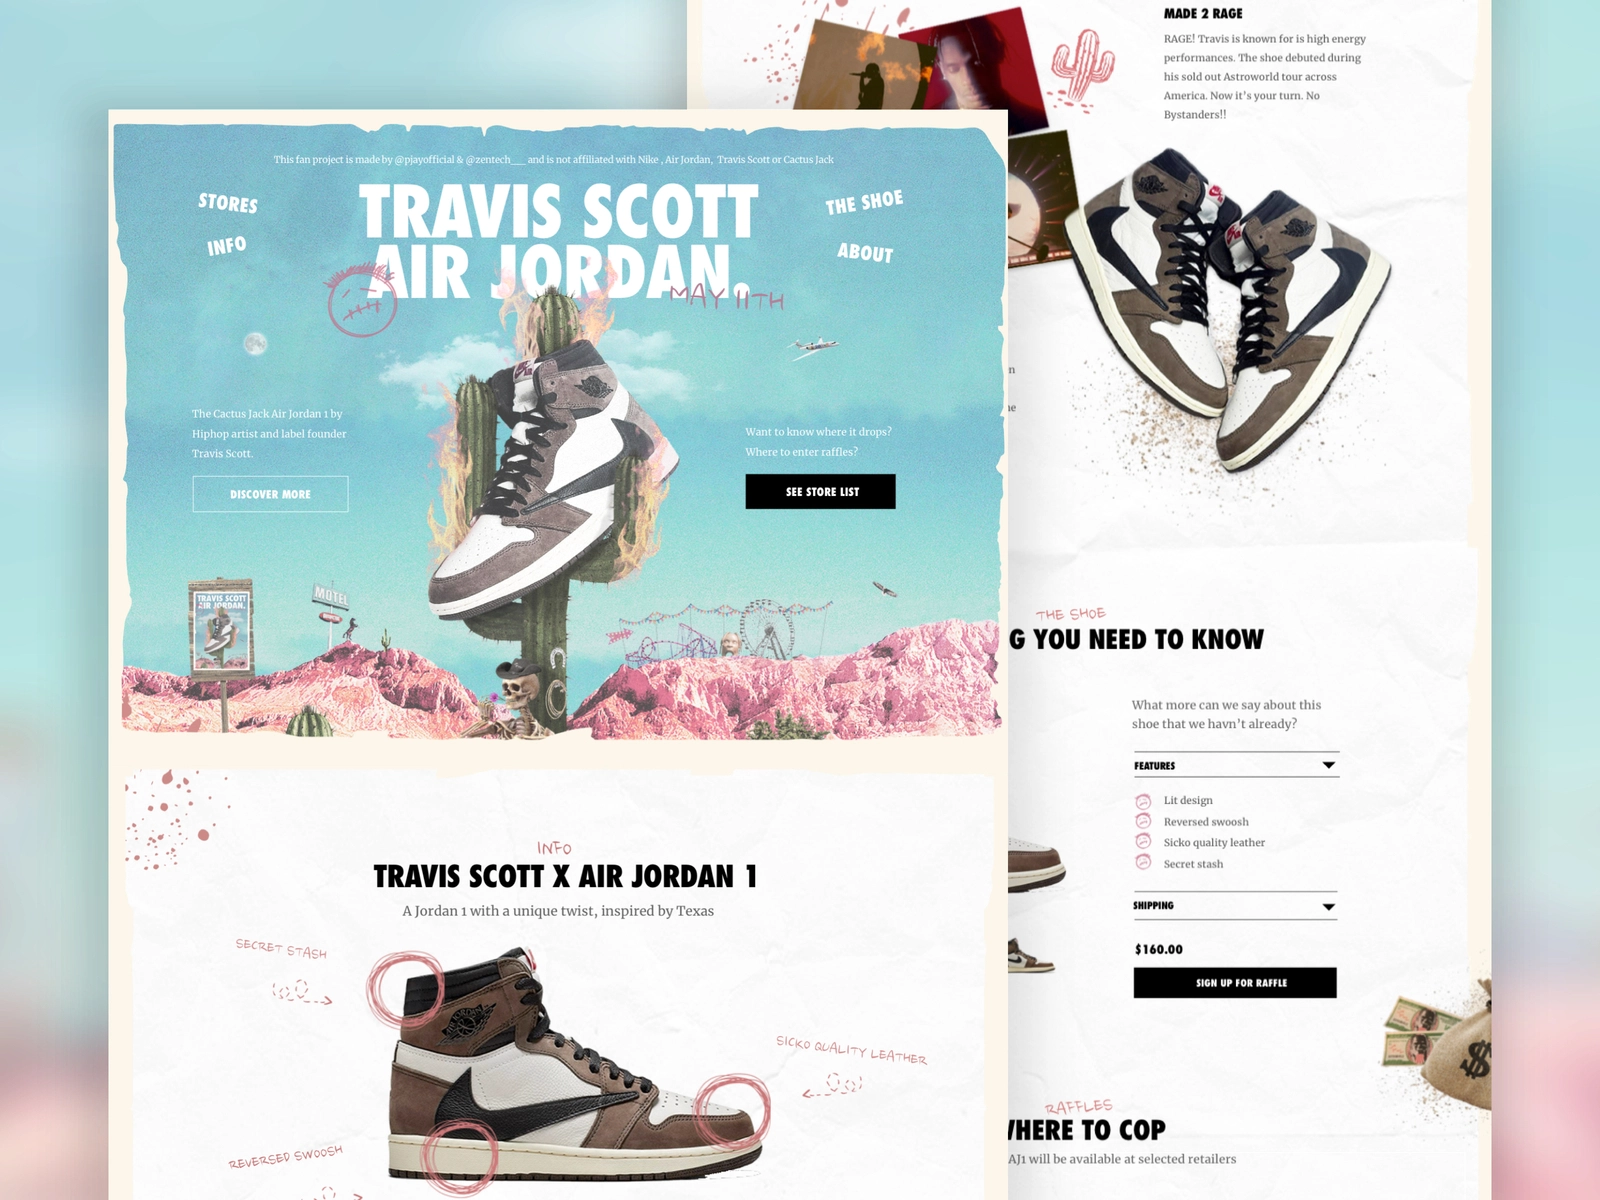 This fan project is made by @pjayofficial & @zentech__ and is not affiliated with Nike , Air Jordan, Travis Scott or Cactus Jack
STORES
INFO
TRAVIS SCOTT
AIR JORDAN.
MAY 11TH
THE SHOE
ABOUT
The Cactus Jack Air Jordan 1 by
Hiphop artist and label founder
Travis Scott.
DISCOVER MORE
Want to know where it drops?
Where to enter raffles?
SEE STORE LIST
TRAVIS SCOTT
AIR JORDAN.
MOTEL
INFO
TRAVIS SCOTT X AIR JORDAN 1
A Jordan 1 with a unique twist, inspired by Texas
SECRET STASH
SICKO QUALITY LEATHER
REVERSED SWOOSH
MADE 2 RAGE
RAGE! Travis is known for is high energy
performances. The shoe debuted during
his sold out Astroworld tour across
America. Now it's your turn. No
Bystanders!!
THE SHOE
G YOU NEED TO KNOW
What more can we say about this
shoe that we havn't already?
FEATURES
Lit design
Reversed swoosh
Sicko quality leather
Secret stash
SHIPPING
$160.00
SIGN UP FOR RAFFLE
$
RAFFLES
WHERE TO COP
AJ1 will be available at selected retailers